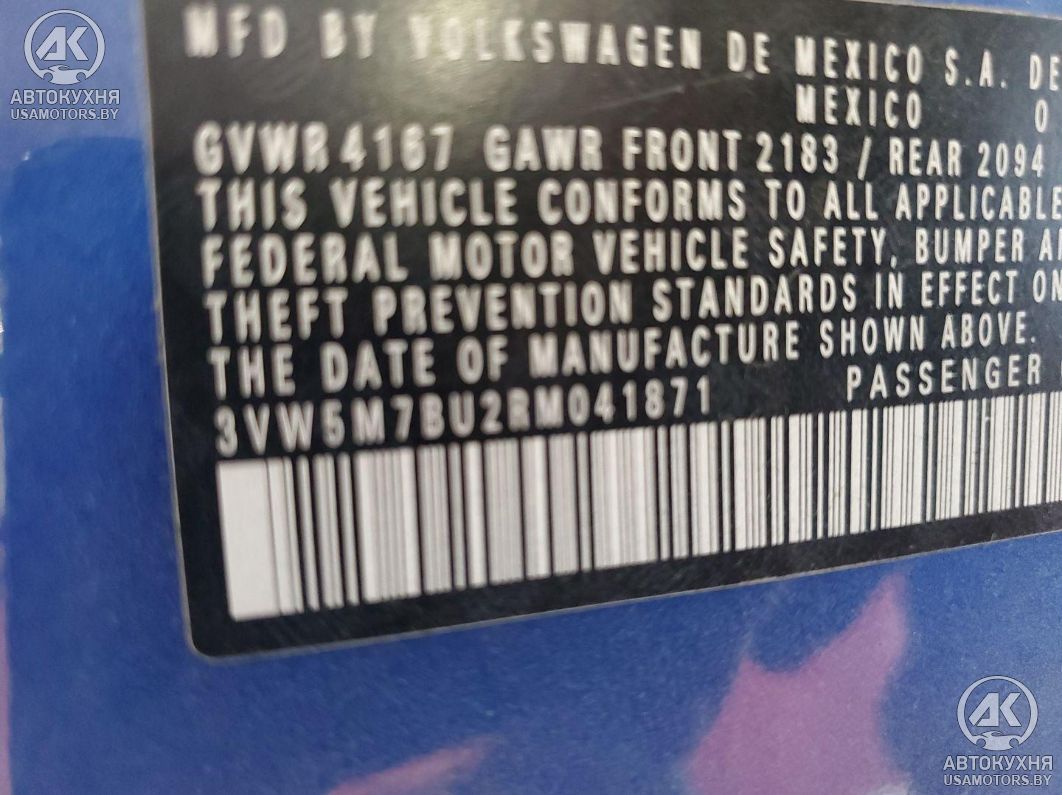 AK
АВТОКУХНЯ
USAMOTORS.BY
MFD BY VOLKSWAGEN DE MEXICO S.A. DE
MEXICO 0
GVWR 4167 GAWR FRONT 2183 / REAR 2094
THIS VEHICLE CONFORMS TO ALL APPLICABLE
FEDERAL MOTOR VEHICLE SAFETY, BUMPER A
THEFT PREVENTION STANDARDS IN EFFECT ON
THE DATE OF MANUFACTURE SHOWN ABOVE.
3VW5M7BU2RM041871 PASSENGER
AK
АВТОКУХНЯ
USAMOTORS.BY